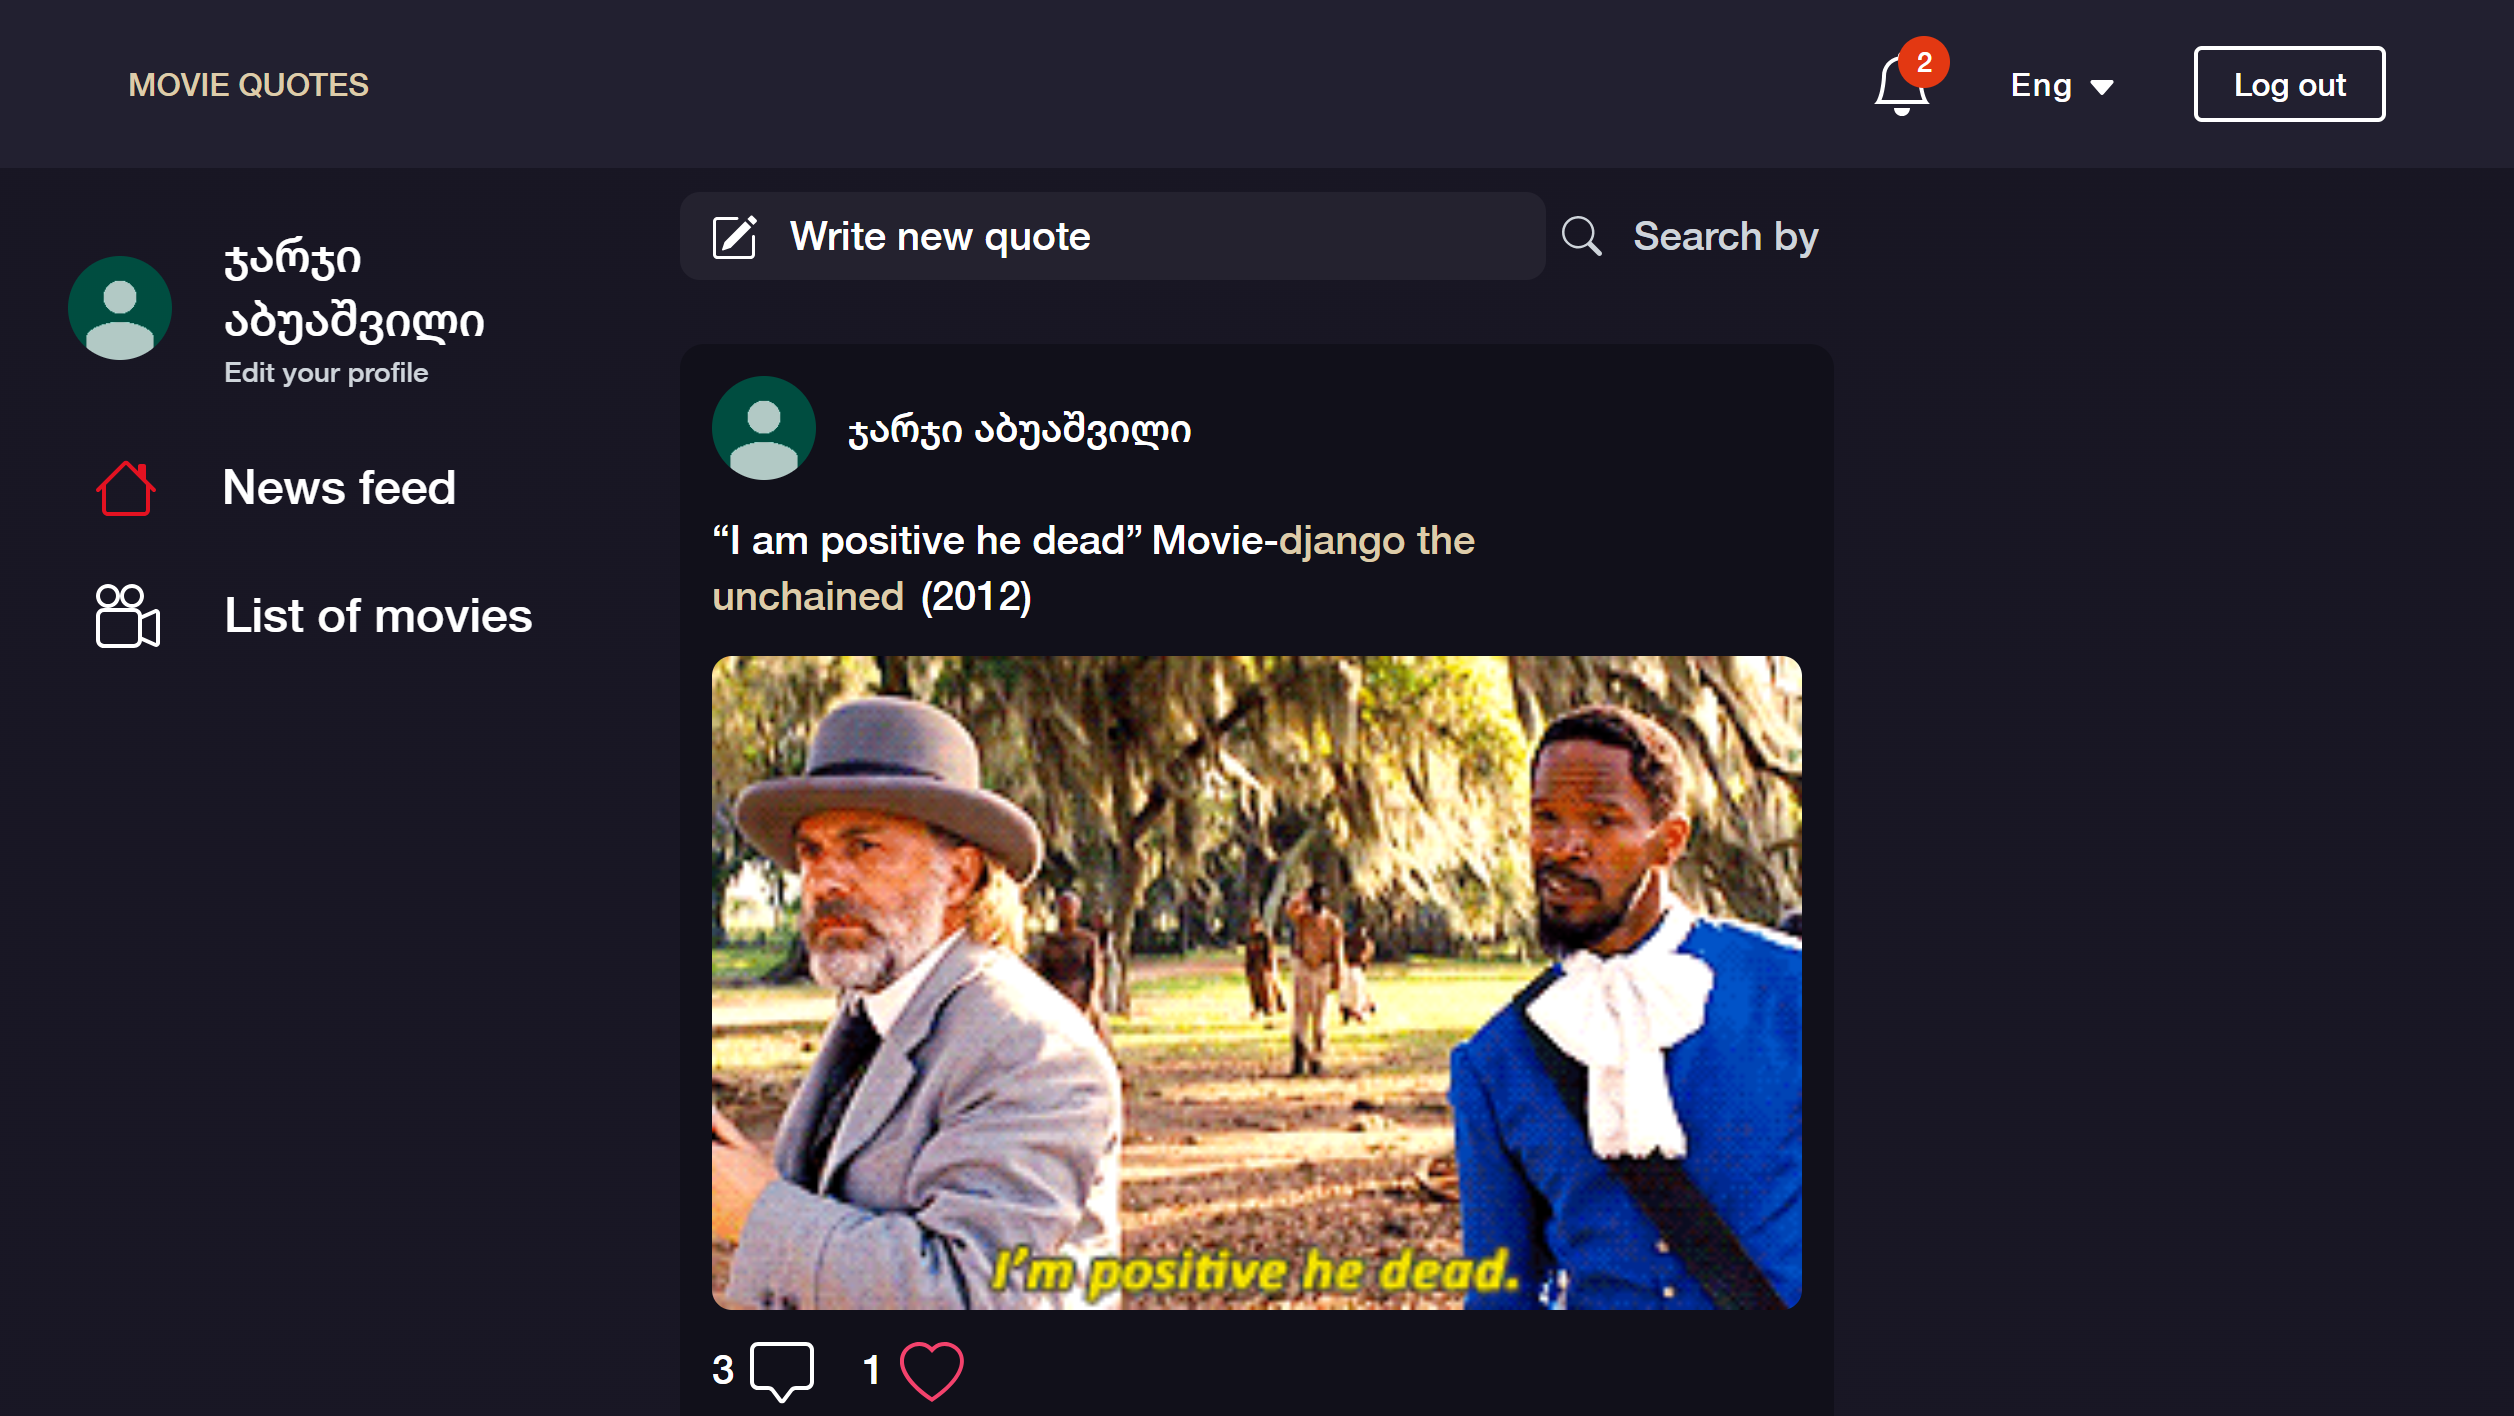 MOVIE QUOTES
2
Eng
Log out
ჯარჯი
აბუაშვილი
Edit your profile
News feed
List of movies
Write new quote
Search by
ჯარჯი აბუაშვილი
“I am positive he dead” Movie-django the
unchained (2012)
I'm positive he dead.
3
1